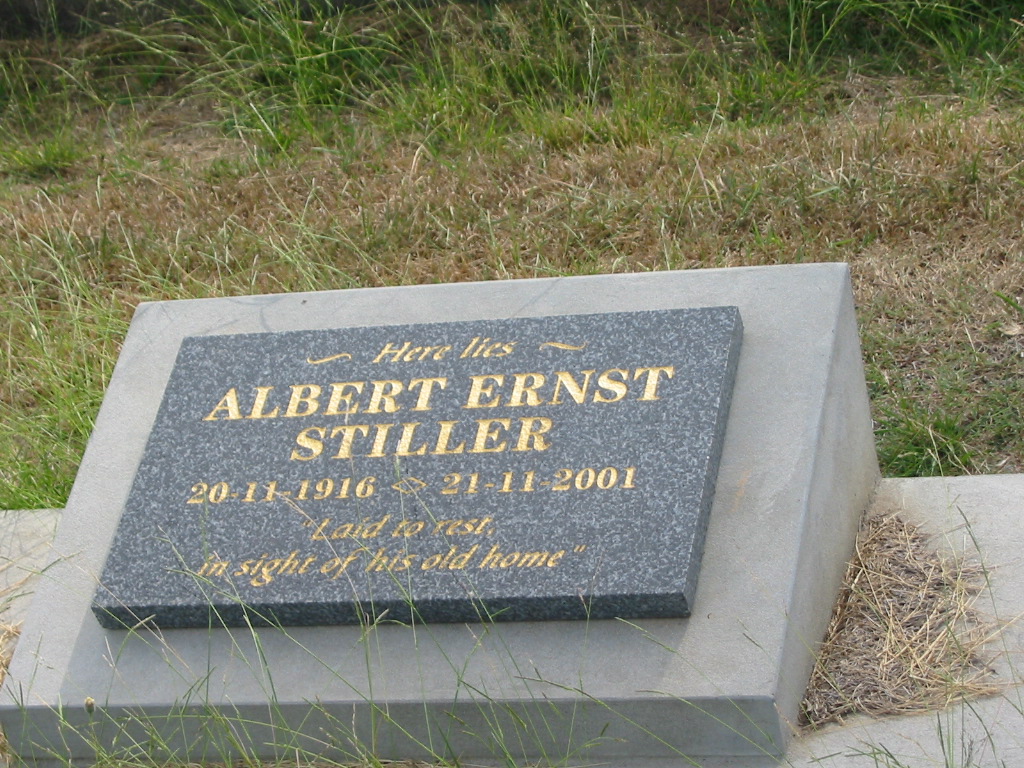 Here lies
ALBERT ERNST
STILLER
20-11-1916 <> 21-11-2001
"Laid to rest,
in sight of his old home"